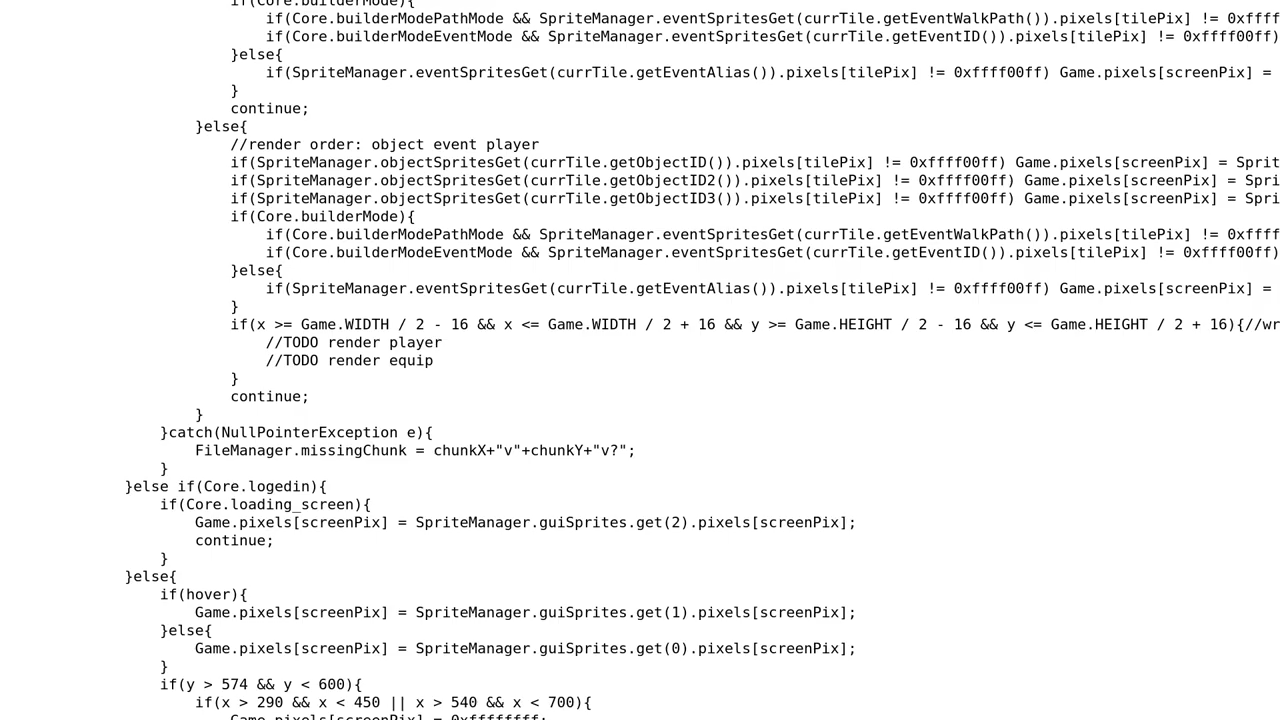 if(Core.builderMode){
if(Core.builderModePathMode && SpriteManager.eventSpritesGet(currTile.getEventWalkPath()).pixels[tilePix] != 0xffff
if(Core.builderModeEventMode && SpriteManager.eventSpritesGet(currTile.getEventID()).pixels[tilePix] != 0xffff00ff)
}else{
if(SpriteManager.eventSpritesGet(currTile.getEventAlias()).pixels[tilePix] != 0xffff00ff) Game.pixels[screenPix] =
}
continue;
}else{
//render order: object event player
if(SpriteManager.objectSpritesGet(currTile.getObjectID()).pixels[tilePix] != 0xffff00ff) Game.pixels[screenPix] = Sprit
if(SpriteManager.objectSpritesGet(currTile.getObjectID2()).pixels[tilePix] != 0xffff00ff) Game.pixels[screenPix] = Spri
if(SpriteManager.objectSpritesGet(currTile.getObjectID3()).pixels[tilePix] != 0xffff00ff) Game.pixels[screenPix] = Spri
if(Core.builderMode){
if(Core.builderModePathMode && SpriteManager.eventSpritesGet(currTile.getEventWalkPath()).pixels[tilePix] != 0xffff
if(Core.builderModeEventMode && SpriteManager.eventSpritesGet(currTile.getEventID()).pixels[tilePix] != 0xffff00ff)
}else{
if(SpriteManager.eventSpritesGet(currTile.getEventAlias()).pixels[tilePix] != 0xffff00ff) Game.pixels[screenPix] =
}
if(x >= Game.WIDTH / 2 - 16 && x <= Game.WIDTH / 2 + 16 && y >= Game.HEIGHT / 2 - 16 && y <= Game.HEIGHT / 2 + 16){//wr
//TODO render player
//TODO render equip
}
continue;
}
}catch(NullPointerException e){
FileManager.missingChunk = chunkX+"v"+chunkY+"v?";
}
}else if(Core.logedin){
if(Core.loading_screen){
Game.pixels[screenPix] = SpriteManager.guiSprites.get(2).pixels[screenPix];
continue;
}
}else{
if(hover){
Game.pixels[screenPix] = SpriteManager.guiSprites.get(1).pixels[screenPix];
}else{
Game.pixels[screenPix] = SpriteManager.guiSprites.get(0).pixels[screenPix];
}
if(y > 574 && y < 600){
if(x > 290 && x < 450 || x > 540 && x < 700){
Game.pixels[screenPix] = 0xffffffff;